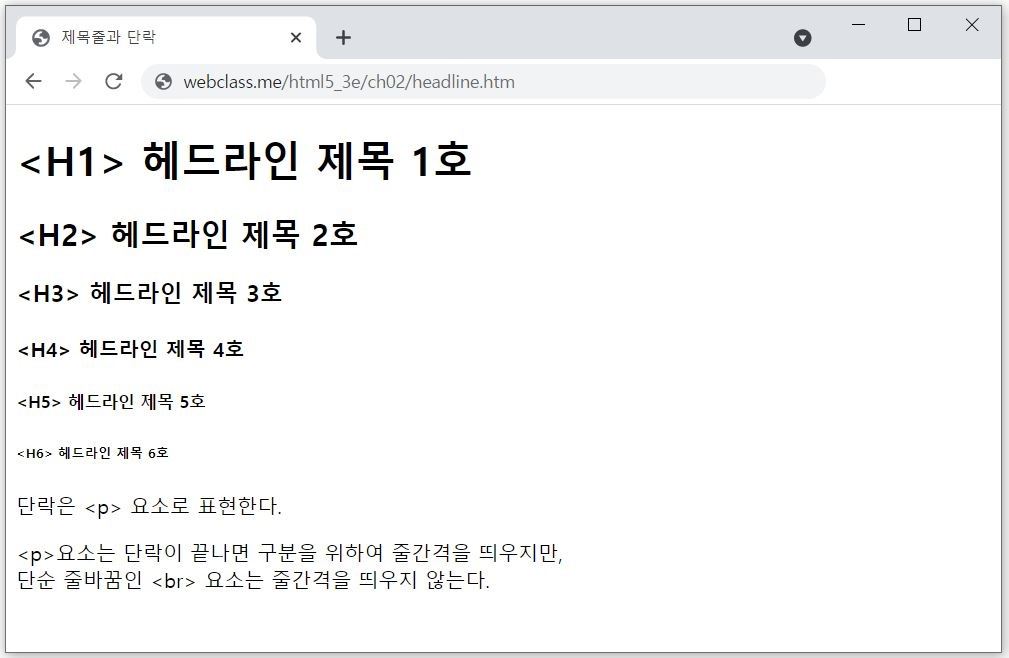 제목줄과 단락
webclass.me/html5_3e/ch02/headline.htm
<H1> 헤드라인 제목 1호
<H2> 헤드라인 제목 2호
<H3> 헤드라인 제목 3호
<H4> 헤드라인 제목 4호
<H5> 헤드라인 제목 5호
<H6> 헤드라인 제목 6호
단락은 <p> 요소로 표현한다.
<p>요소는 단락이 끝나면 구분을 위하여 줄간격을 띄우지만,
단순 줄바꿈인 <br> 요소는 줄간격을 띄우지 않는다.